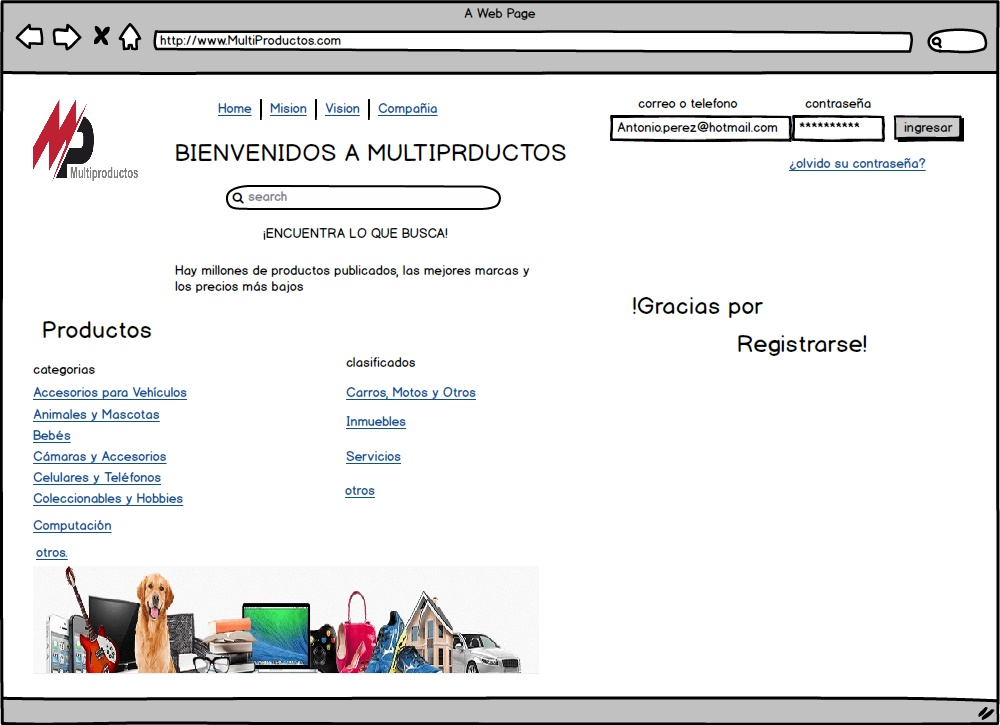 A Web Page
http://www.MultiProductos.com
Home | Mision | Vision | Compañia
correo o telefono
contraseña
Antonio.perez@hotmail.com
**********
ingresar
¿olvido su contraseña?
MP
Multiproductos
BIENVENIDOS A MULTIPRDUCTOS
search
¡ENCUENTRA LO QUE BUSCA!
Hay millones de productos publicados, las mejores marcas y
los precios más bajos
!Gracias por
Registrarse!
Productos
categorias
Accesorios para Vehículos
Animales y Mascotas
Bebés
Cámaras y Accesorios
Celulares y Teléfonos
Coleccionables y Hobbies
Computación
otros.
clasificados
Carros, Motos y Otros
Inmuebles
Servicios
otros